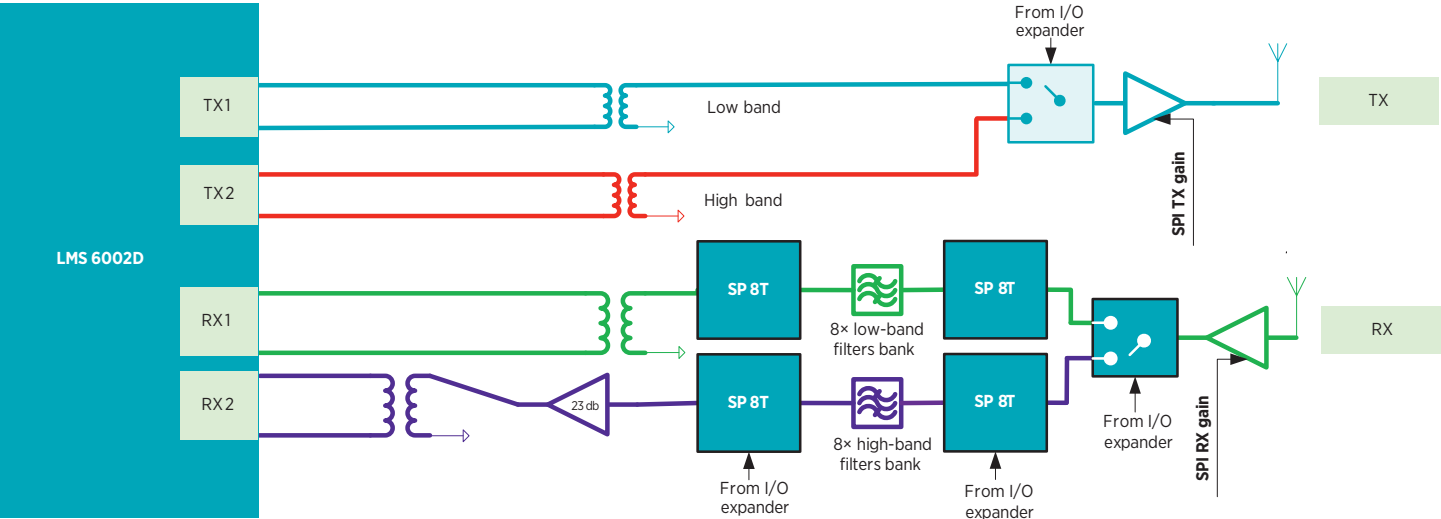 From I/O
expander
TX1
Low band
TX
TX2
High band
SPI TX gain
LMS 6002D
SP 8T
SP 8T
RX1
8× low-band
filters bank
RX
RX2
23 db
SP 8T
SP 8T
8× high-band
filters bank
From I/O
expander
SPI RX gain
From I/O
expander
From I/O
expander